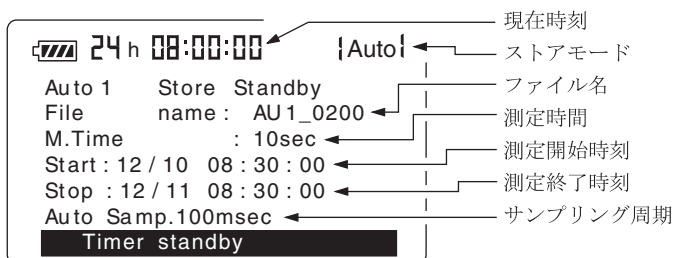 24 h 08:00:00 Auto
Auto 1 Store Standby
File name : AU1_0200
M.Time : 10sec
Start : 12 / 10 08 : 30 : 00
Stop : 12 / 11 08 : 30 : 00
Auto Samp.100msec
Timer standby
現在時刻
ストアモード
ファイル名
測定時間
測定開始時刻
測定終了時刻
サンプリング周期